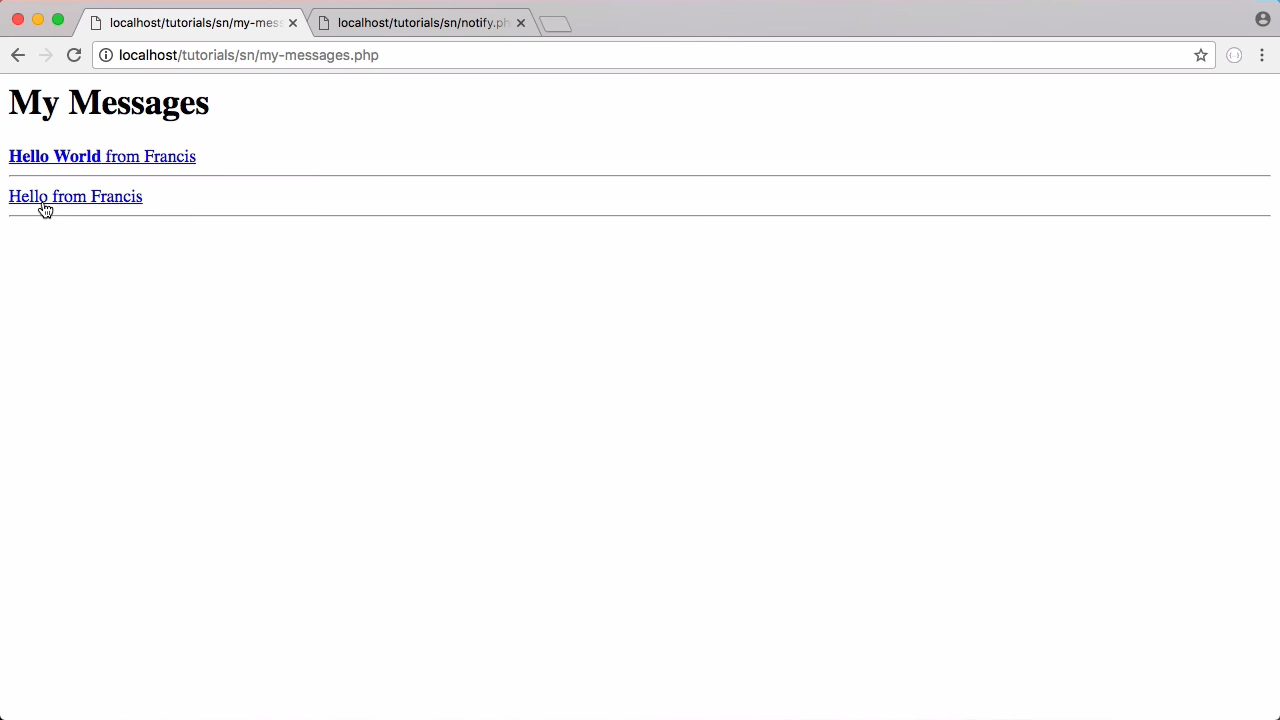 localhost/tutorials/sn/my-mess
localhost/tutorials/sn/notify.ph
localhost/tutorials/sn/my-messages.php
My Messages
Hello World from Francis
Hello from Francis